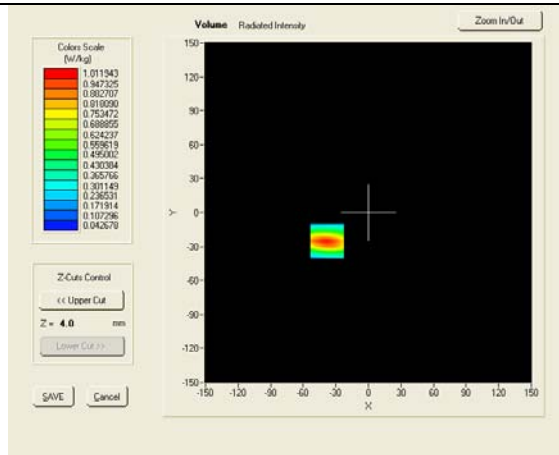 Volume Radiated Intensity
Zoom In/Out
Colors Scale
(W/kg)
1.011943
0.947325
0.882707
0.818090
0.753472
0.688855
0.624237
0.559619
0.495002
0.430384
0.365766
0.301149
0.236531
0.171914
0.107296
0.042678
Z-Cuts Control
<< Upper Cut
Z = 4.0 mm
Lower Cut >>
SAVE Cancel
150-
120-
90-
60-
30-
Y 0-
-30-
-60-
-90-
-120-
-150-
-150 -120 -90 -60 -30 0 30 60 90 120 150
X